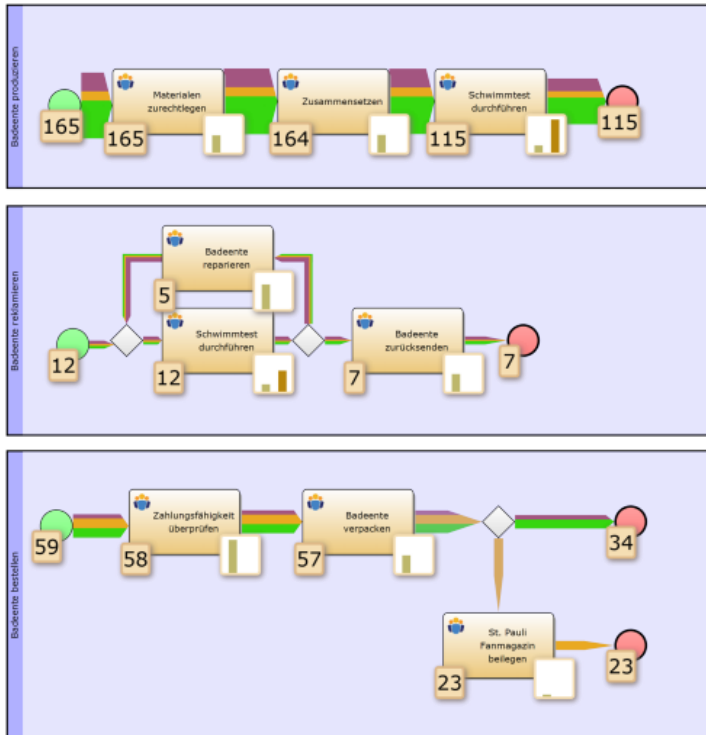 Badeente produzieren
Materialen
zurechtlegen
Zusammensetzen
Schwimmtest
durchführen
165
165
164
115
115
Badeente reklamieren
Badeente
reparieren
5
Schwimmtest
durchführen
Badeente
zurücksenden
12
12
7
7
Badeente bestellen
Zahlungsfähigkeit
überprüfen
Badeente
verpacken
59
58
57
34
St. Pauli
Fanmagazin
beilegen
23
23